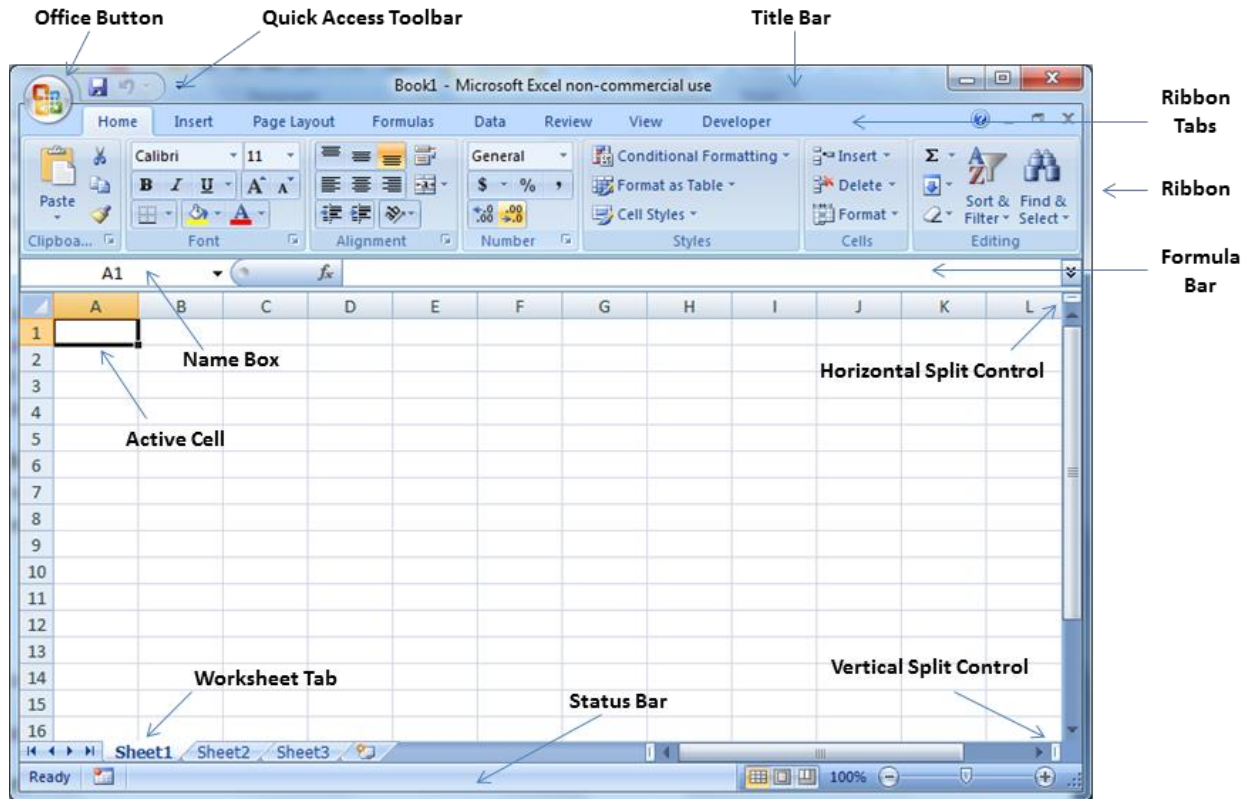 Office Button Quick Access Toolbar Title Bar
Book1 - Microsoft Excel non-commercial use
Ribbon Tabs
Home Insert Page Layout Formulas Data Review View Developer
Calibri 11 General Conditional Formatting Insert Σ
B I U A A $ % , Format as Table Delete
Paste A .00 .00 Cell Styles Format Sort & Filter Find & Select
Ribbon
Clipboa... Font Alignment Number Styles Cells Editing
Formula Bar
A1 fx
A B C D E F G H I J K L
1
2 Name Box
Horizontal Split Control
3
4
5 Active Cell
6
7
8
9
10
11
12
13
14 Worksheet Tab Vertical Split Control
15 Status Bar
16
Sheet1 Sheet2 Sheet3
Ready 100%